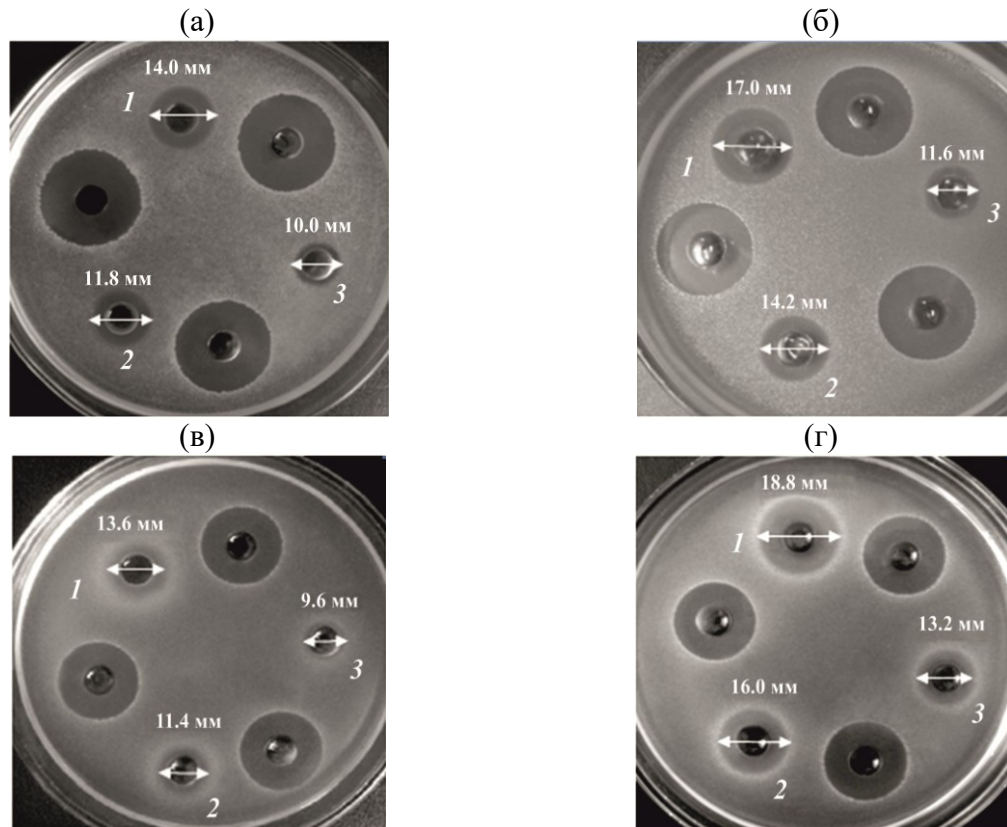 (а)
14.0 мм
1
10.0 мм
3
11.8 мм
2
(б)
17.0 мм
1
11.6 мм
3
14.2 мм
2
(в)
13.6 мм
1
9.6 мм
3
11.4 мм
2
(г)
18.8 мм
1
13.2 мм
3
16.0 мм
2